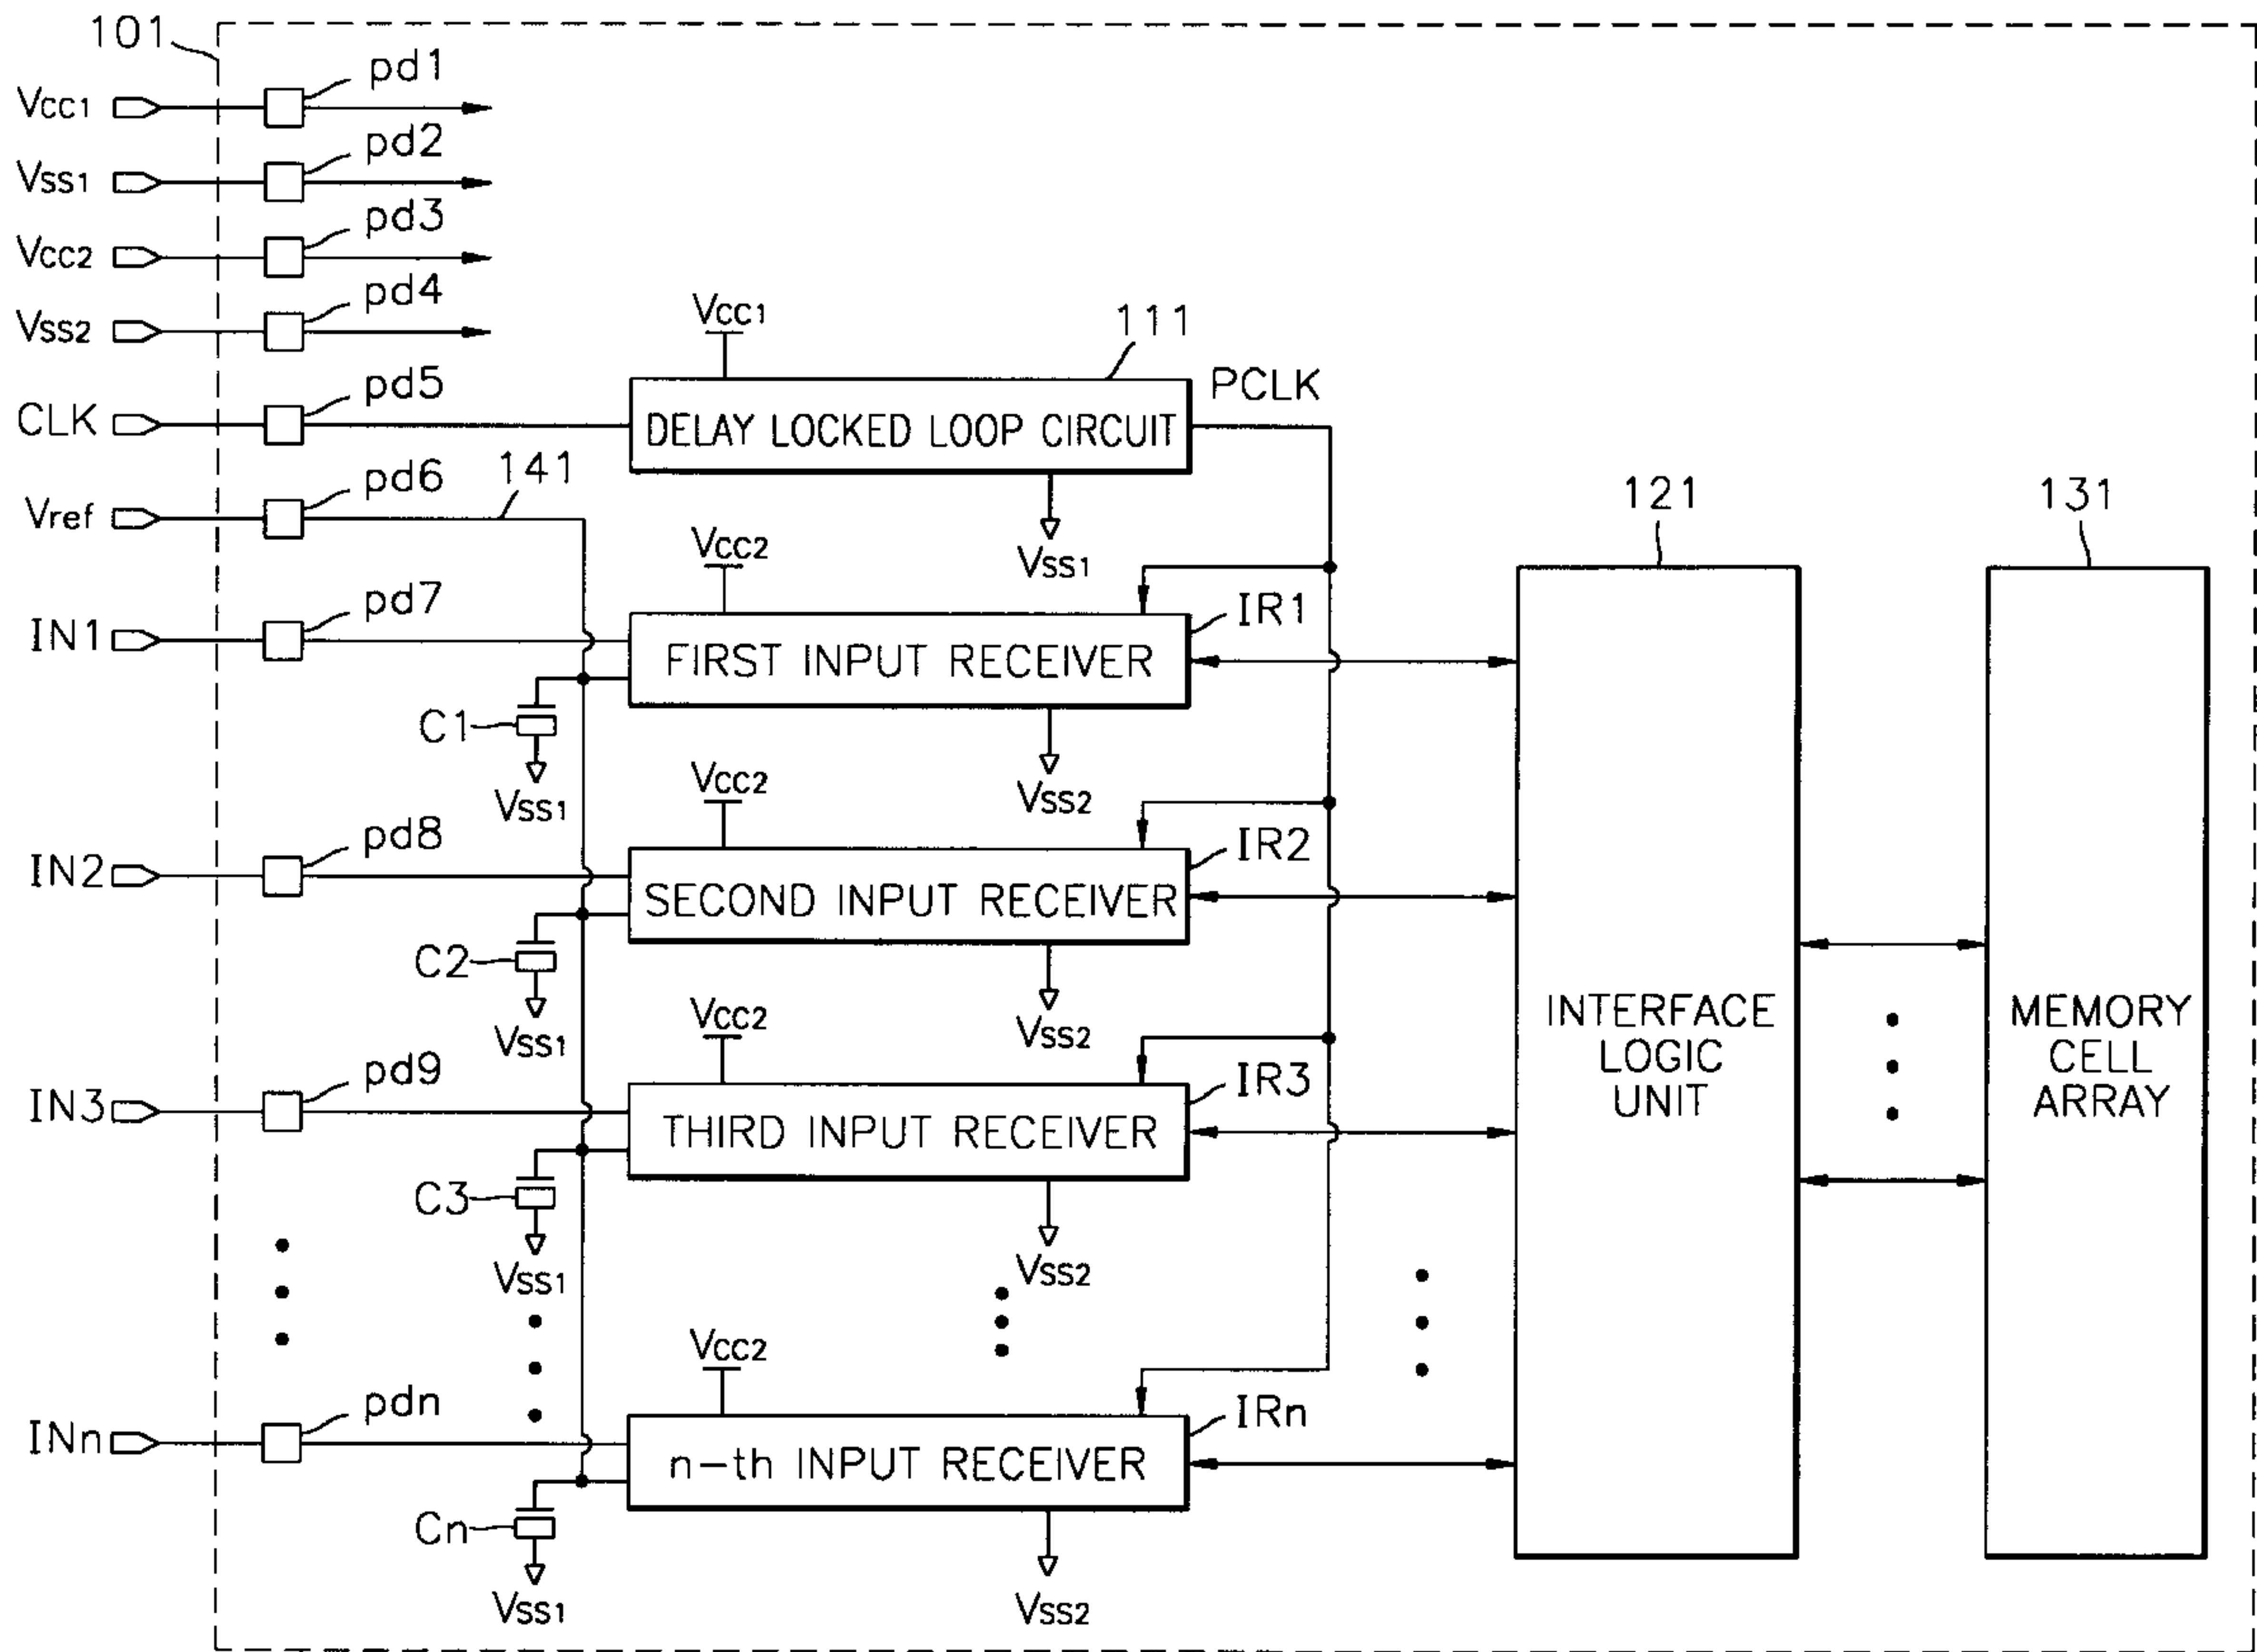 101
VCC1
pd1
VSS1
pd2
VCC2
pd3
VSS2
pd4
CLK
pd5
VCC1
111
DELAY LOCKED LOOP CIRCUIT
PCLK
VSS1
Vref
pd6
141
121
131
IN1
pd7
VCC2
FIRST INPUT RECEIVER
IR1
C1
VSS1
VSS2
IN2
pd8
VCC2
SECOND INPUT RECEIVER
IR2
C2
VSS1
VSS2
INTERFACE
LOGIC
UNIT
MEMORY
CELL
ARRAY
IN3
pd9
VCC2
THIRD INPUT RECEIVER
IR3
C3
VSS1
VSS2
INn
pdn
VCC2
n-th INPUT RECEIVER
IRn
Cn
VSS1
VSS2